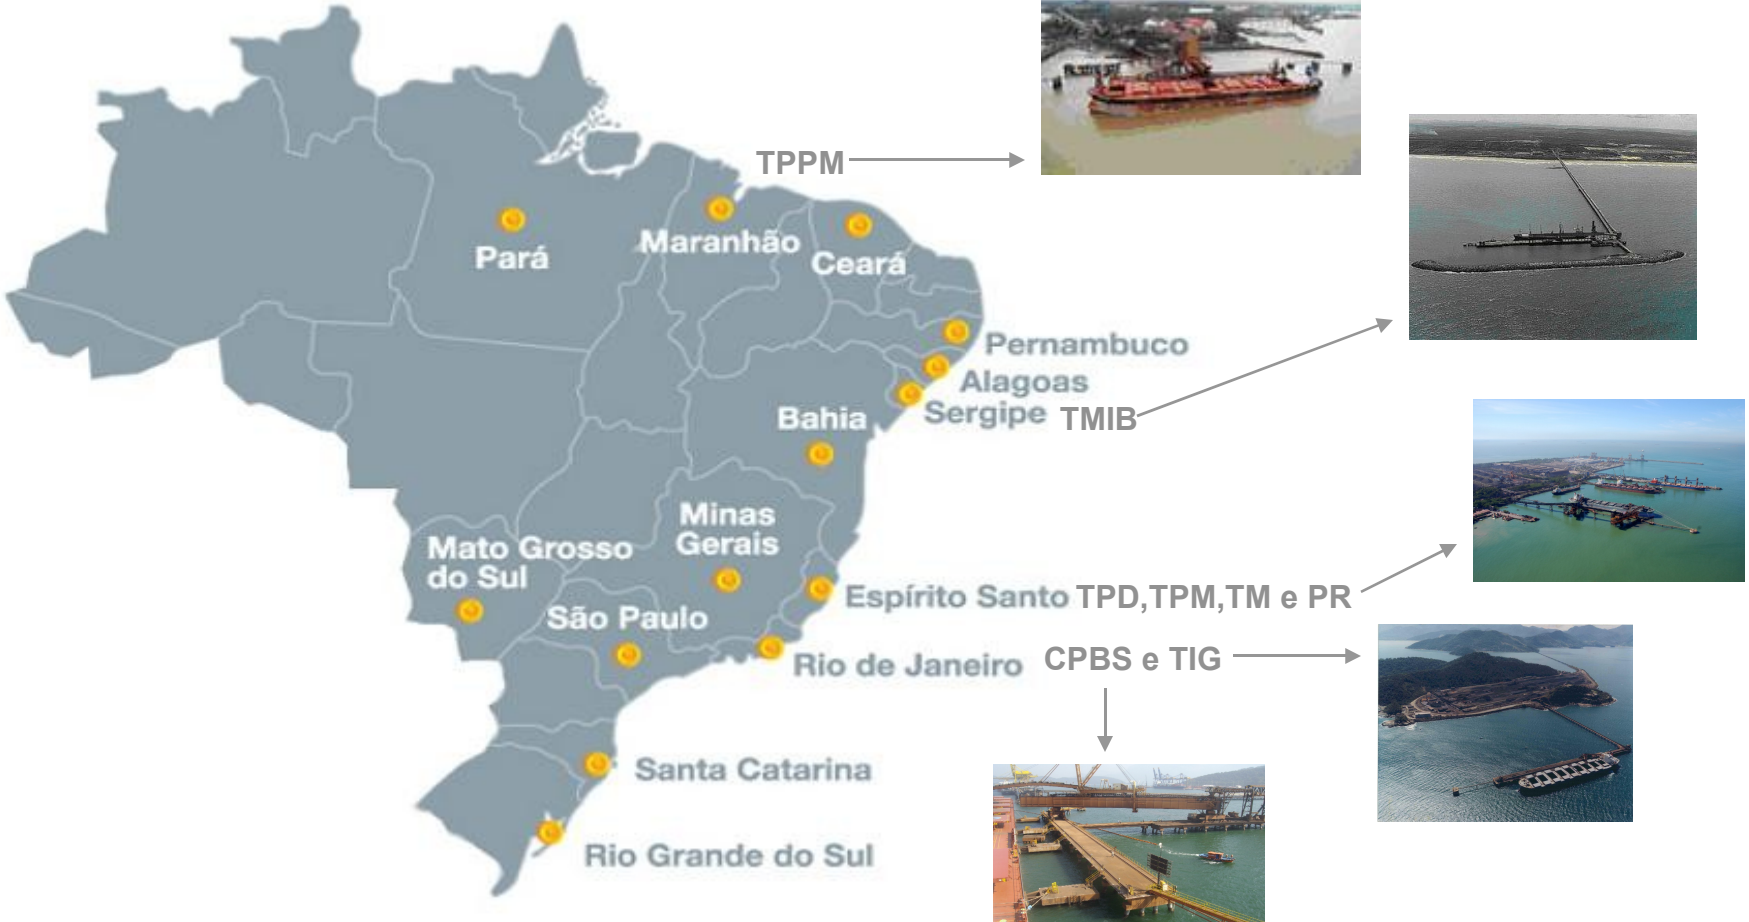 TPPM
Pará
Maranhão
Ceará
Pernambuco
Alagoas
Sergipe TMIB
Bahia
Minas
Gerais
Mato Grosso
do Sul
São Paulo
Espírito Santo TPD,TPM,TM e PR
Rio de Janeiro CPBS e TIG
Santa Catarina
Rio Grande do Sul